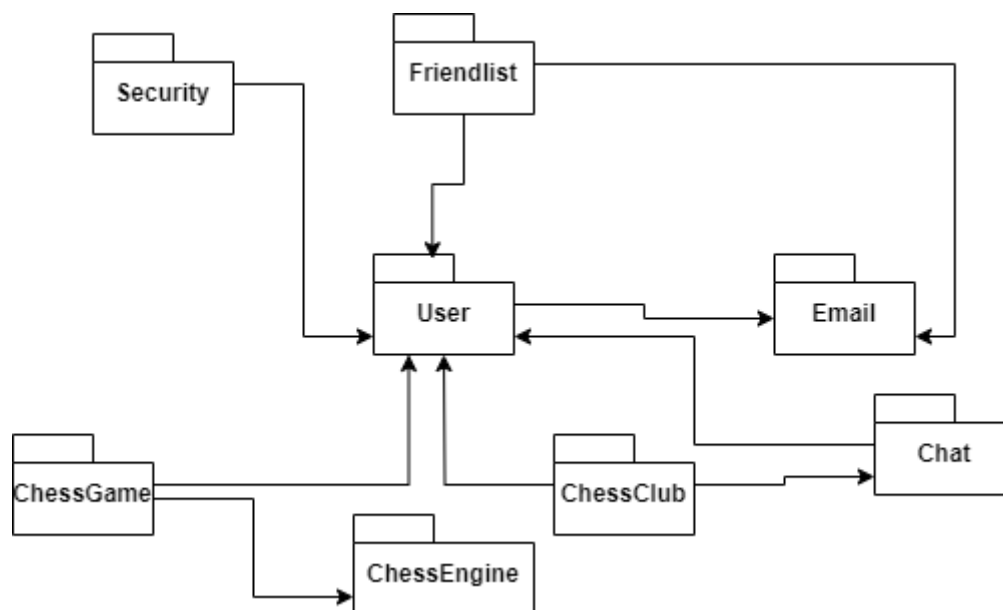 Friendlist
Security
User
Email
Chat
ChessGame
ChessClub
ChessEngine